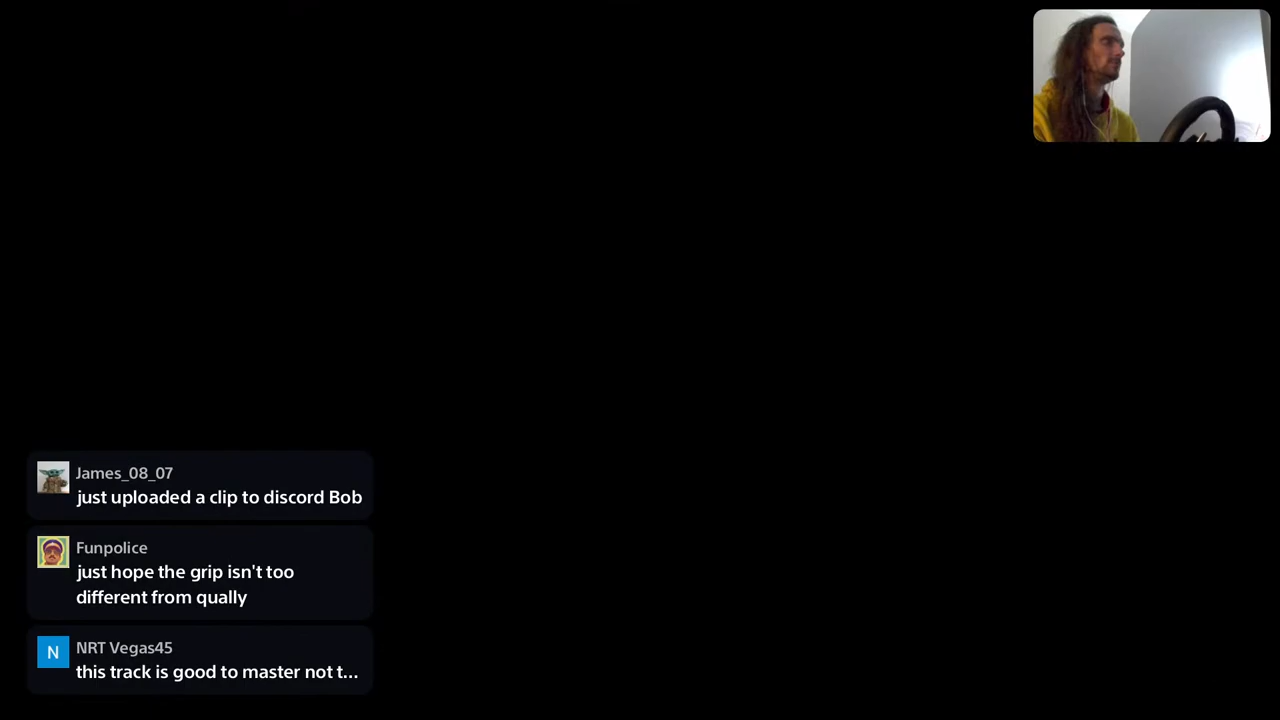 James_08_07
just uploaded a clip to discord Bob
Funpolice
just hope the grip isn't too
different from qually
N
NRT Vegas45
this track is good to master not t...